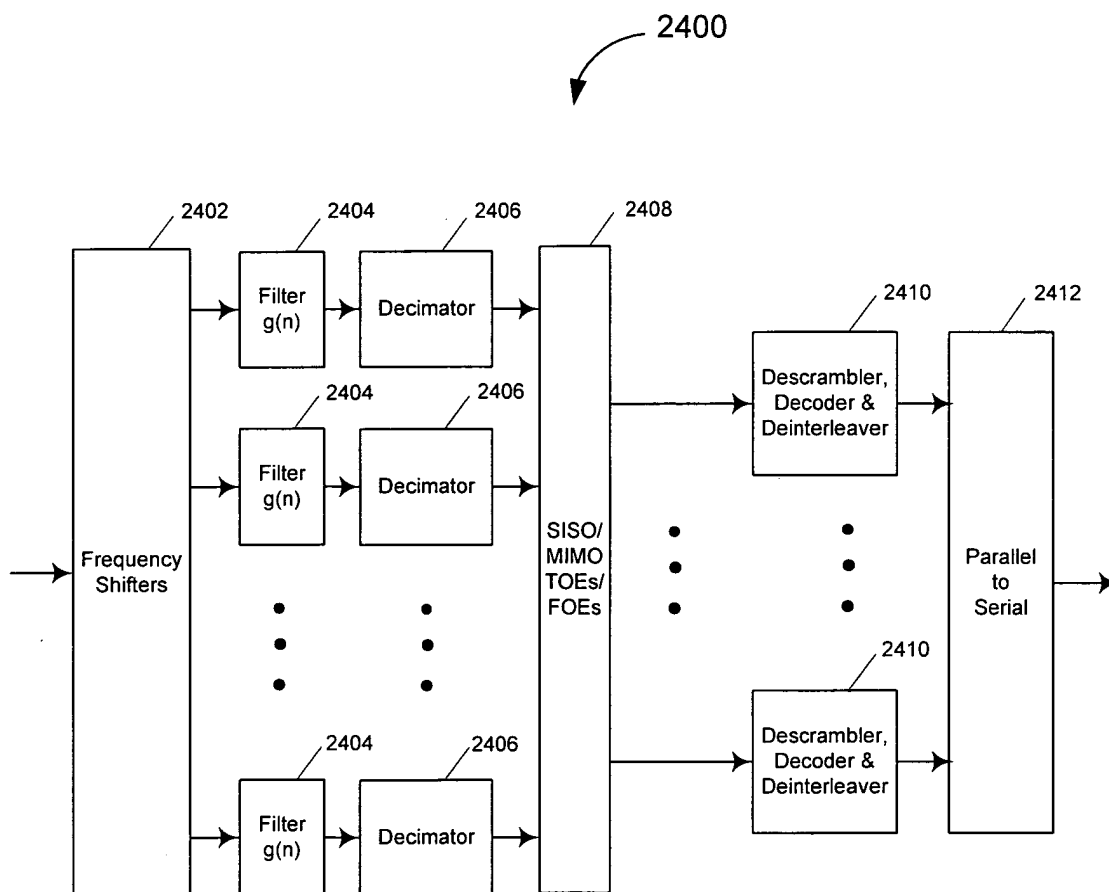 2400
2402
2404
2406
2408
Filter
g(n)
Decimator
2410
2412
Descrambler,
Decoder &
Deinterleaver
2404
2406
Filter
g(n)
Decimator
Frequency
Shifters
SISO/
MIMO
TOEs/
FOEs
Parallel
to
Serial
2410
Descrambler,
Decoder &
Deinterleaver
2404
2406
Filter
g(n)
Decimator